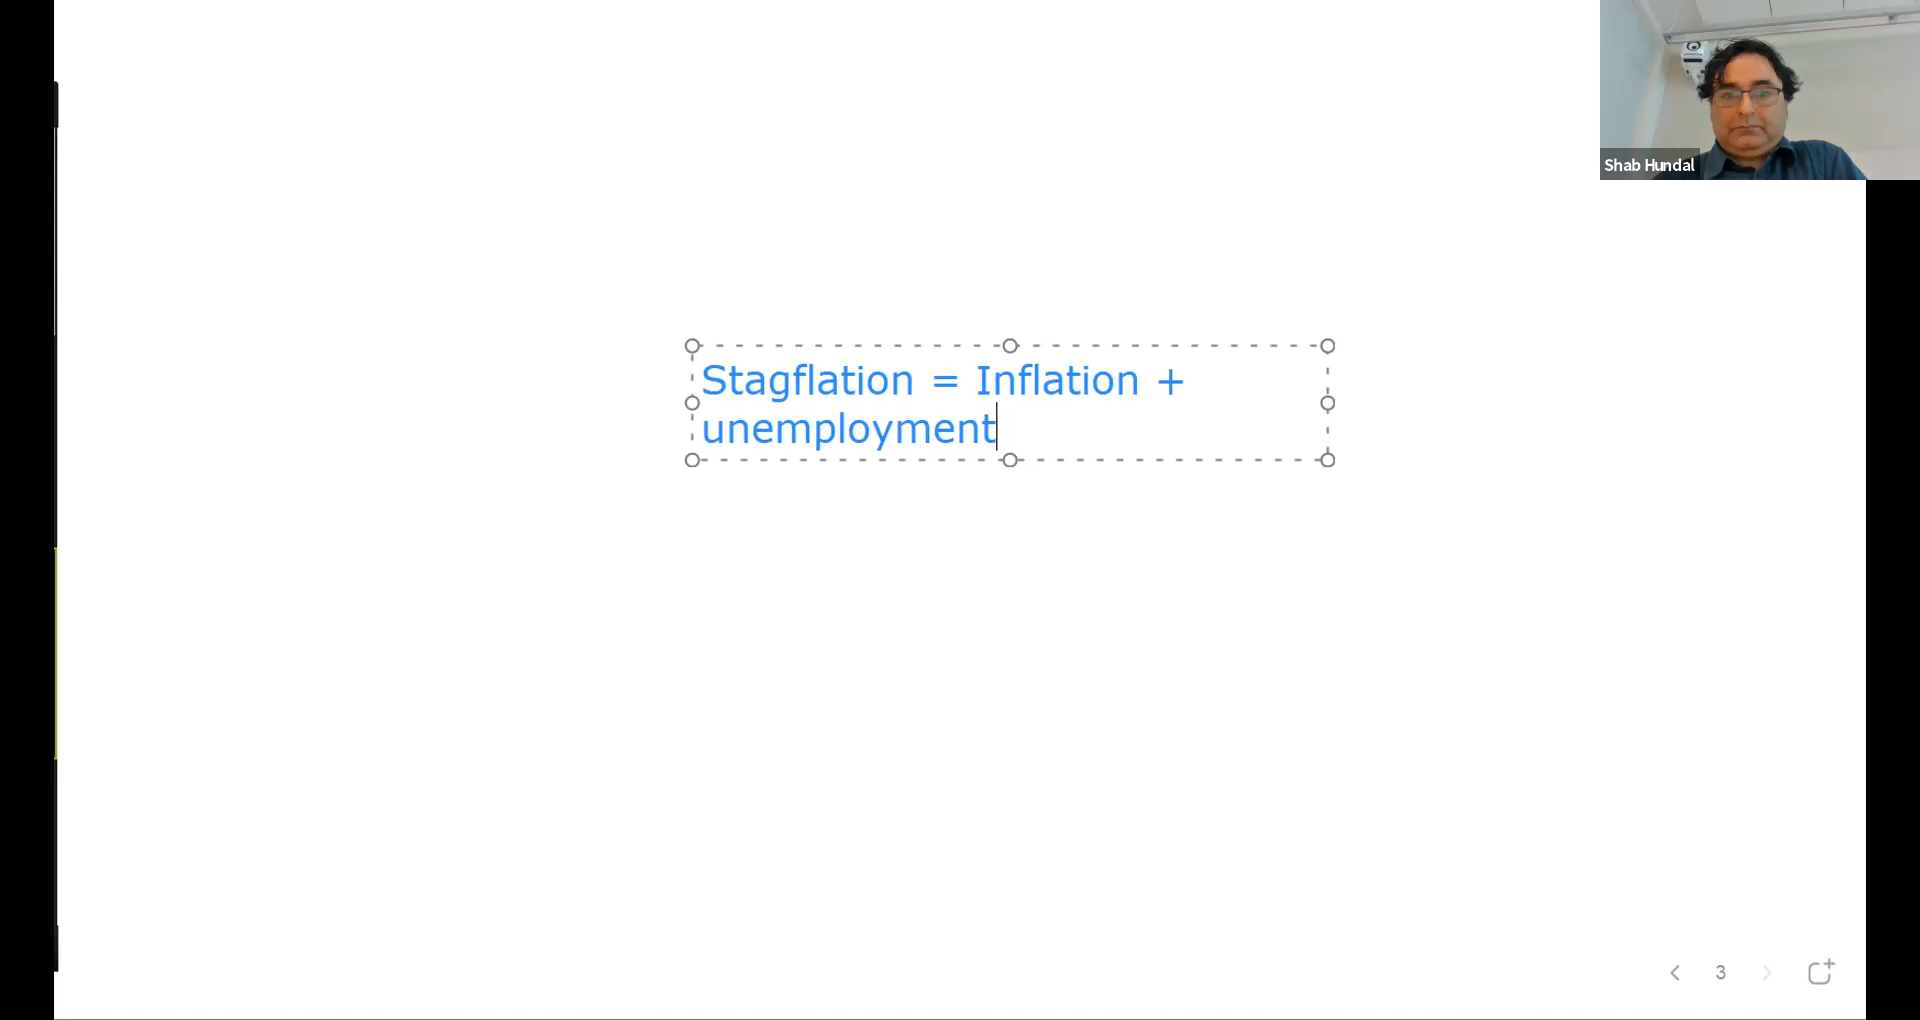 Shab Hundal
Stagflation = Inflation +
unemployment
3